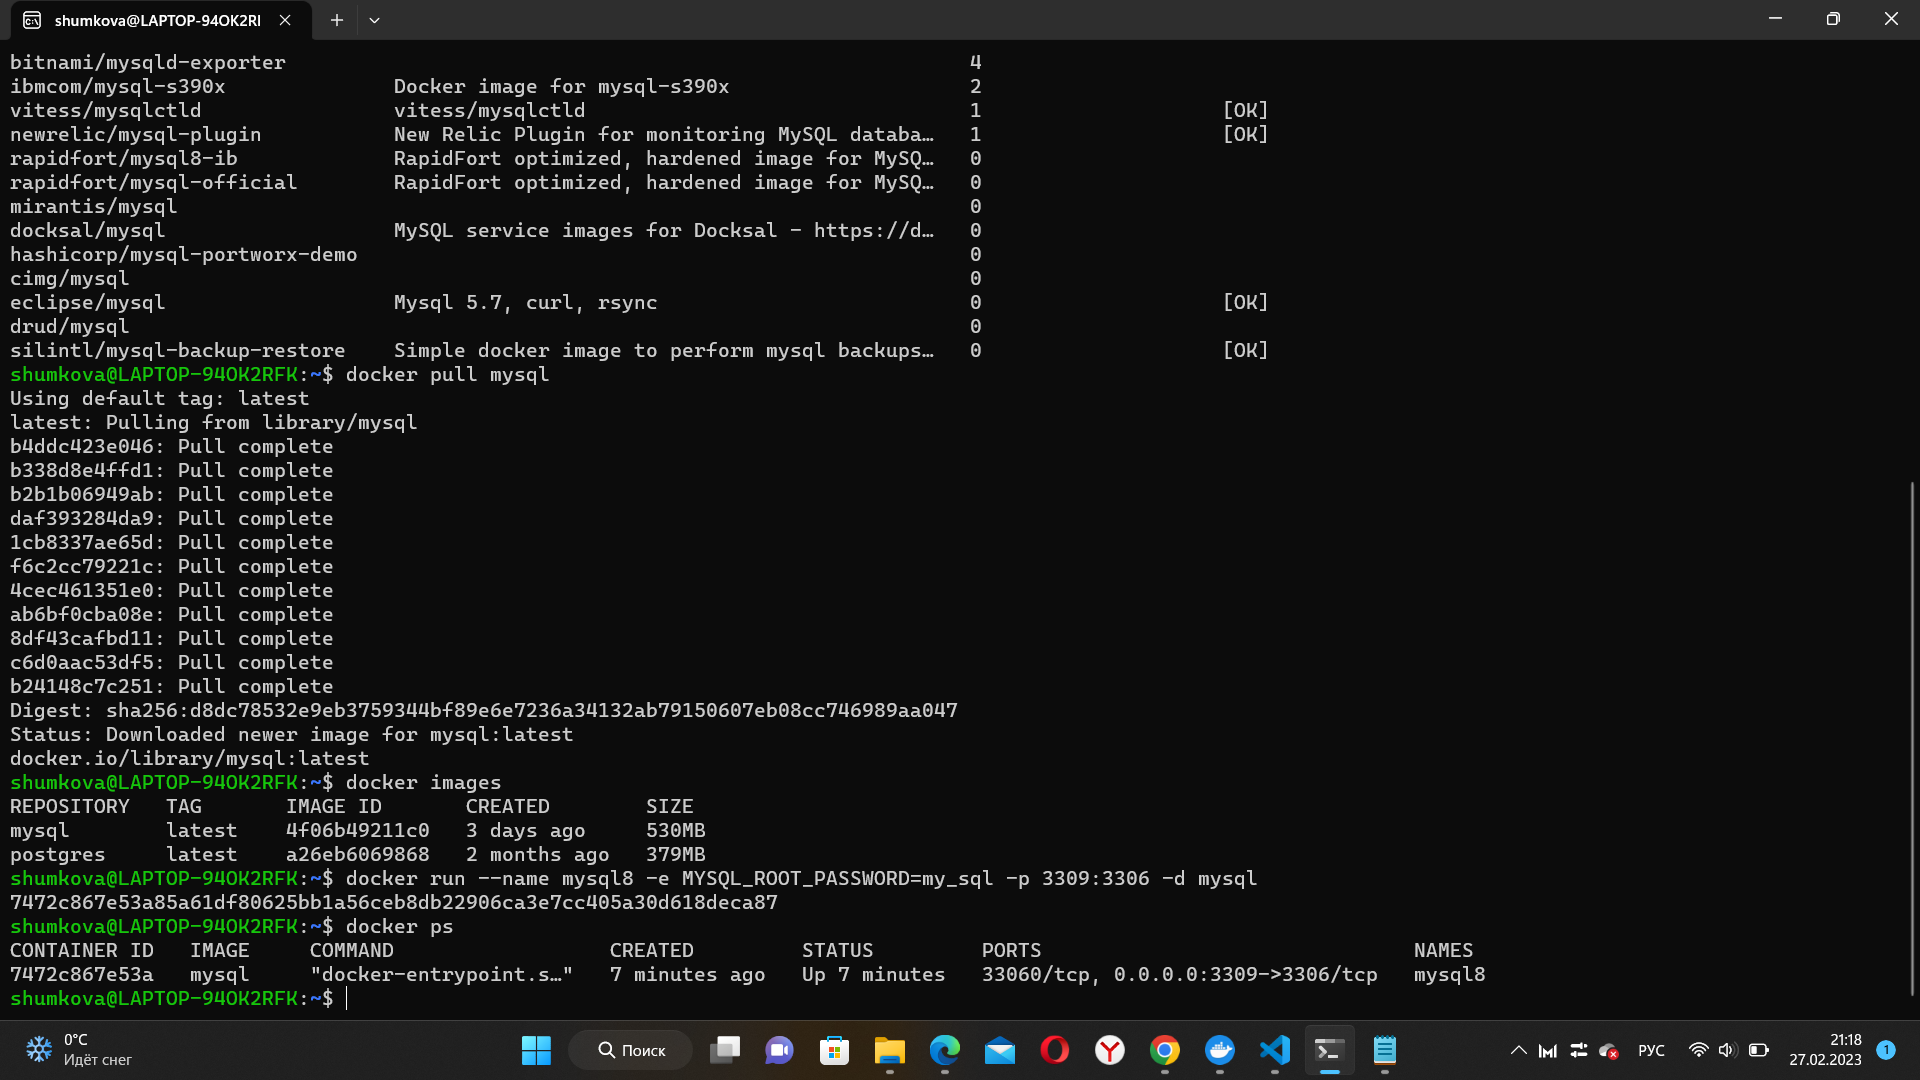 shumkova@LAPTOP-94OK2RI
bitnami/mysqld-exporter 4
ibmcom/mysql-s390x Docker image for mysql-s390x 2
vitess/mysqlctld vitess/mysqlctld 1 [OK]
newrelic/mysql-plugin New Relic Plugin for monitoring MySQL databa… 1 [OK]
rapidfort/mysql8-ib RapidFort optimized, hardened image for MySQ… 0
rapidfort/mysql-official RapidFort optimized, hardened image for MySQ… 0
mirantis/mysql 0
docksal/mysql MySQL service images for Docksal - https://d… 0
hashicorp/mysql-portworx-demo 0
cimg/mysql 0
eclipse/mysql Mysql 5.7, curl, rsync 0 [OK]
drud/mysql 0
silintl/mysql-backup-restore Simple docker image to perform mysql backups… 0 [OK]
shumkova@LAPTOP-94OK2RFK:~$ docker pull mysql
Using default tag: latest
latest: Pulling from library/mysql
b4ddc423e046: Pull complete
b338d8e4ffd1: Pull complete
b2b1b06949ab: Pull complete
daf393284da9: Pull complete
1cb8337ae65d: Pull complete
f6c2cc79221c: Pull complete
4cec461351e0: Pull complete
ab6bf0cba08e: Pull complete
8df43cafbd11: Pull complete
c6d0aac53df5: Pull complete
b24148c7c251: Pull complete
Digest: sha256:d8dc78532e9eb3759344bf89e6e7236a34132ab79150607eb08cc746989aa047
Status: Downloaded newer image for mysql:latest
docker.io/library/mysql:latest
shumkova@LAPTOP-94OK2RFK:~$ docker images
REPOSITORY TAG IMAGE ID CREATED SIZE
mysql latest 4f06b49211c0 3 days ago 530MB
postgres latest a26eb6069868 2 months ago 379MB
shumkova@LAPTOP-94OK2RFK:~$ docker run --name mysql8 -e MYSQL_ROOT_PASSWORD=my_sql -p 3309:3306 -d mysql
7472c867e53a85a61df80625bb1a56ceb8db22906ca3e7cc405a30d618deca87
shumkova@LAPTOP-94OK2RFK:~$ docker ps
CONTAINER ID IMAGE COMMAND CREATED STATUS PORTS NAMES
7472c867e53a mysql "docker-entrypoint.s…" 7 minutes ago Up 7 minutes 33060/tcp, 0.0.0.0:3309->3306/tcp mysql8
shumkova@LAPTOP-94OK2RFK:~$
0°C
Идёт снег
Поиск
РУС
21:18
27.02.2023
1